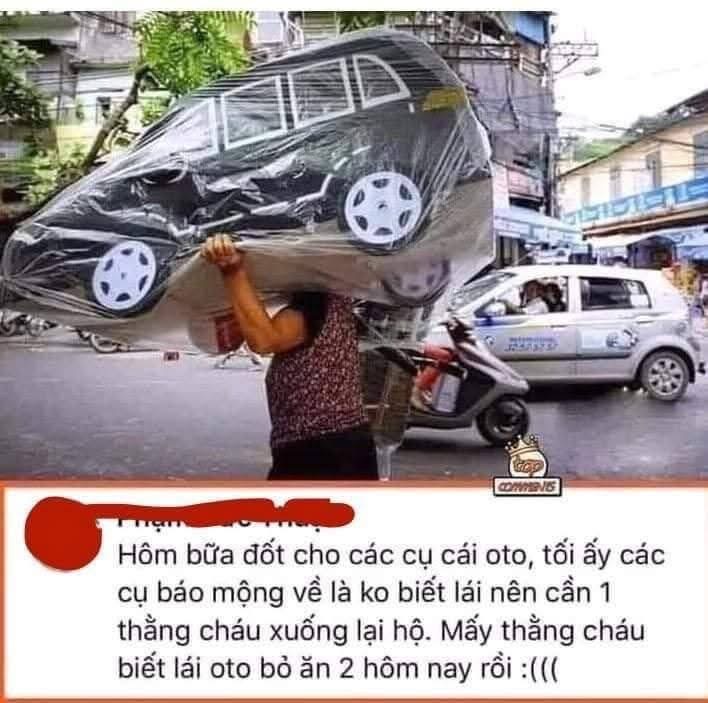 top
COMMENTS
Hôm bữa đốt cho các cụ cái oto, tối ấy các
cụ báo mộng về là ko biết lái nên cần 1
thằng cháu xuống lại hộ. Mấy thằng cháu
biết lái oto bỏ ăn 2 hôm nay rồi :(((